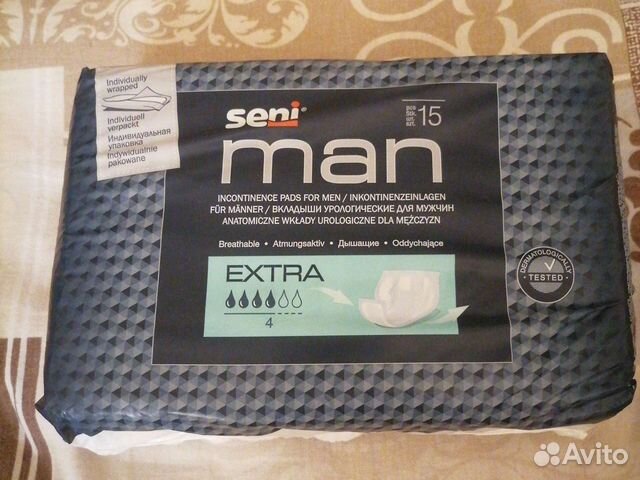 Individually
wrapped
Individuell
verpackt
Индивидуальная
упаковка
Indywidualnie
pakowane
seni®
man
pcs
Stk.
шт.
szt.
15
INCONTINENCE PADS FOR MEN / INKONTINENZEINLAGEN
FÜR MÄNNER / ВКЛАДЫШИ УРОЛОГИЧЕСКИЕ ДЛЯ МУЖЧИН
ANATOMICZNE WKŁADY UROLOGICZNE DLA MĘŻCZYZN
Breathable • Atmungsaktiv • Дышащие • Oddychające
EXTRA
4
DERMATOLOGICALLY
• TESTED •
Avito